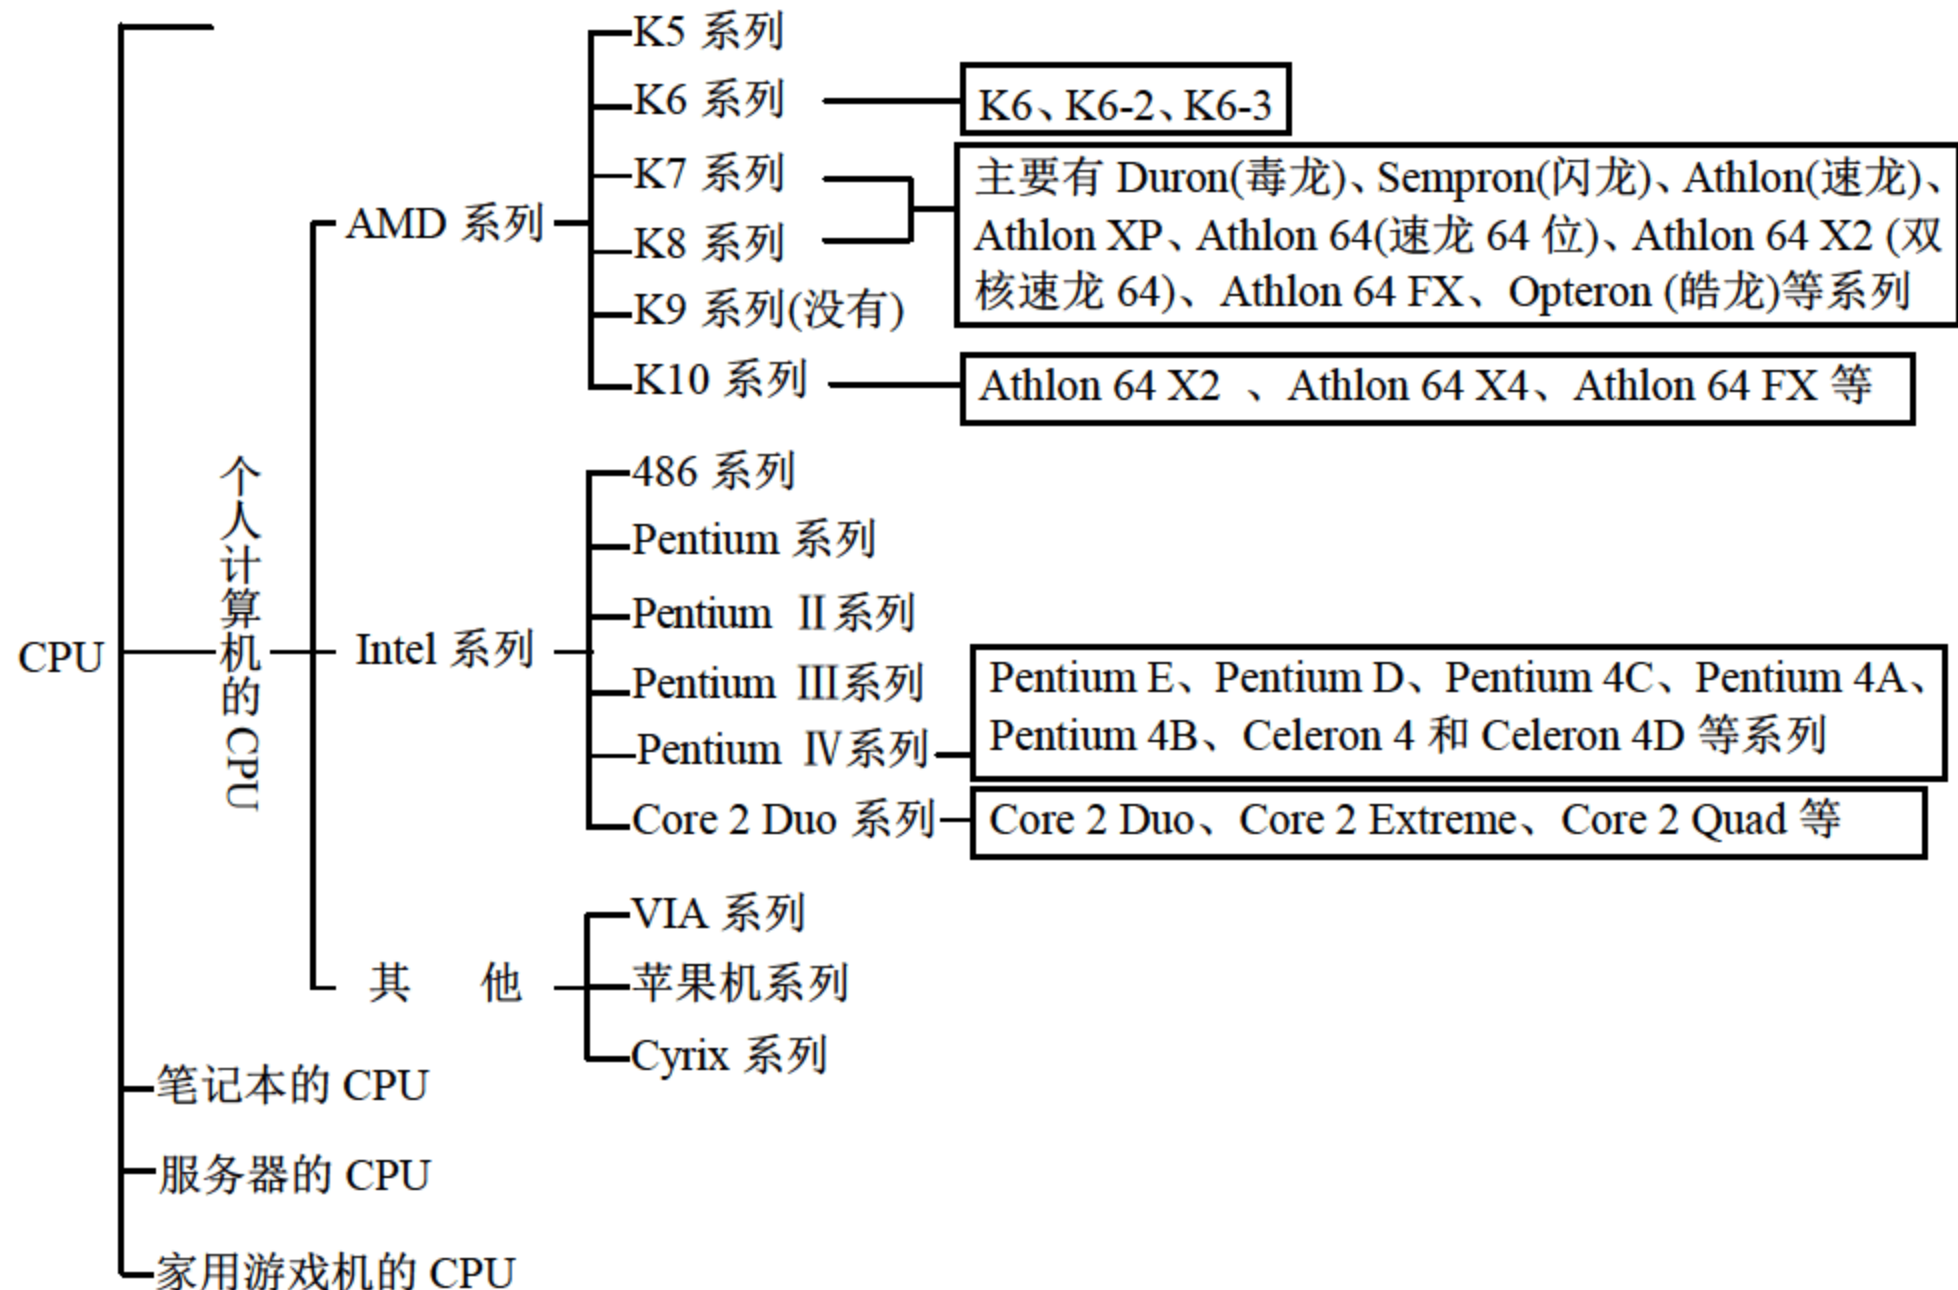 CPU
个人计算机的CPU
AMD 系列
K5 系列
K6 系列
K6、K6-2、K6-3
K7 系列
K8 系列
主要有 Duron(毒龙)、Sempron(闪龙)、Athlon(速龙)、
Athlon XP、Athlon 64(速龙 64 位)、Athlon 64 X2 (双
核速龙 64)、Athlon 64 FX、Opteron (皓龙)等系列
K9 系列(没有)
K10 系列
Athlon 64 X2 、Athlon 64 X4、Athlon 64 FX 等
Intel 系列
486 系列
Pentium 系列
Pentium Ⅱ系列
Pentium Ⅲ系列
Pentium Ⅳ系列
Pentium E、Pentium D、Pentium 4C、Pentium 4A、
Pentium 4B、Celeron 4 和 Celeron 4D 等系列
Core 2 Duo 系列
Core 2 Duo、Core 2 Extreme、Core 2 Quad 等
其 他
VIA 系列
苹果机系列
Cyrix 系列
笔记本的 CPU
服务器的 CPU
家用游戏机的 CPU